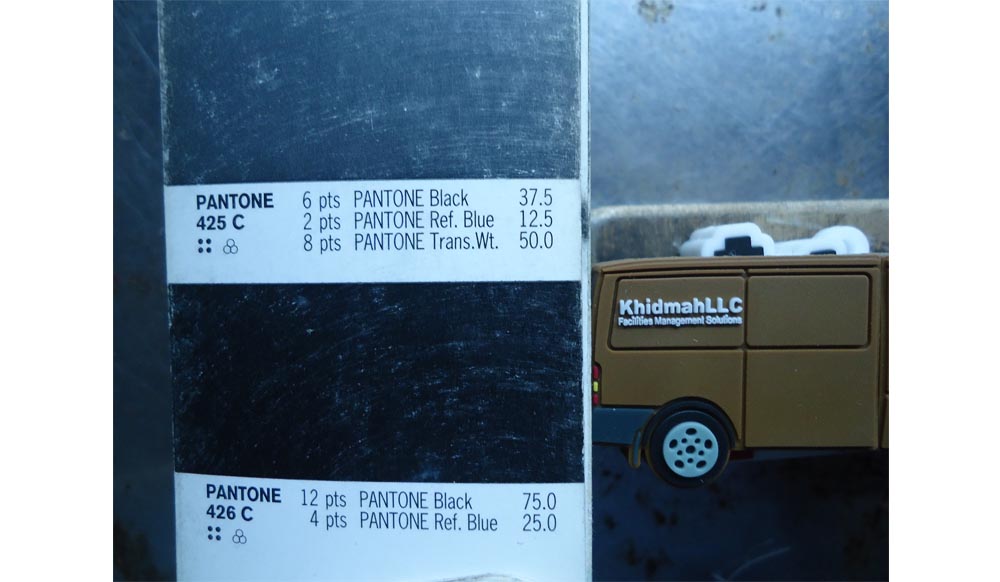 PANTONE 6 pts PANTONE Black 37.5
425 C 2 pts PANTONE Ref. Blue 12.5
8 pts PANTONE Trans.Wt. 50.0
KhidmahLLC
Facilities Management Solutions
PANTONE 12 pts PANTONE Black 75.0
426 C 4 pts PANTONE Ref. Blue 25.0